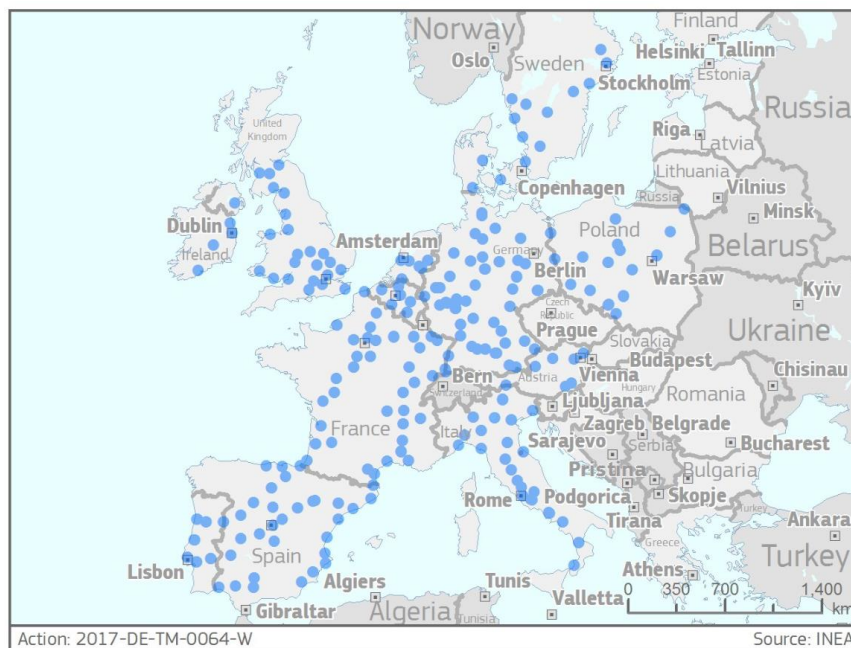 Norway
Finland
Oslo
Helsinki
Tallinn
Sweden
Stockholm
Estonia
Russia
United
Kingdom
Riga
Latvia
Lithuania
Copenhagen
Vilnius
Russia
Minsk
Dublin
Ireland
Amsterdam
Poland
Belarus
Germany
Berlin
Warsaw
Kyïv
Czech
Republic
Prague
Ukraine
Slovakia
Budapest
Vienna
Chisinau
Bern
Austria
Hungary
Switzerland
Ljubljana
Romania
France
Italy
Zagreb
Belgrade
Sarajevo
Serbia
Bucharest
Pristina
Bulgaria
Rome
Podgorica
Skopje
Turkey
Tirana
Ankara
Spain
Greece
Turkey
Lisbon
Algiers
Tunis
Athens
0 350 700 1,400
km
Gibraltar
Algeria
Tunisia
Valletta
Action: 2017-DE-TM-0064-W
Source: INEA